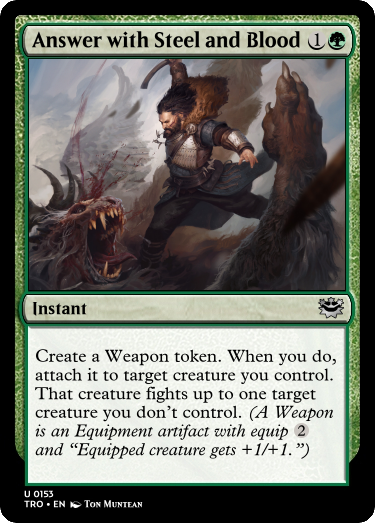 Answer with Steel and Blood 1
Instant
Create a Weapon token. When you do,
attach it to target creature you control.
That creature fights up to one target
creature you don’t control. (A Weapon
is an Equipment artifact with equip 2
and “Equipped creature gets +1/+1.”)
U 0153
TRO • EN Ton Muntean